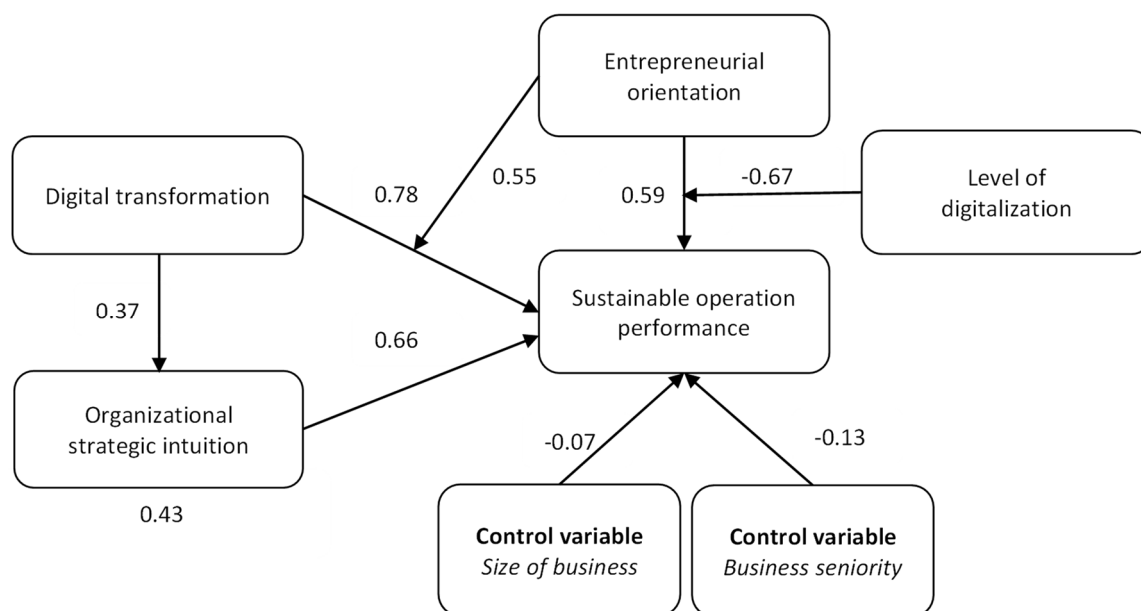 Entrepreneurial
orientation
Digital transformation
0.78
0.55
0.59
-0.67
Level of
digitalization
0.37
Sustainable operation
performance
0.66
Organizational
strategic intuition
0.43
-0.07
-0.13
Control variable
Size of business
Control variable
Business seniority